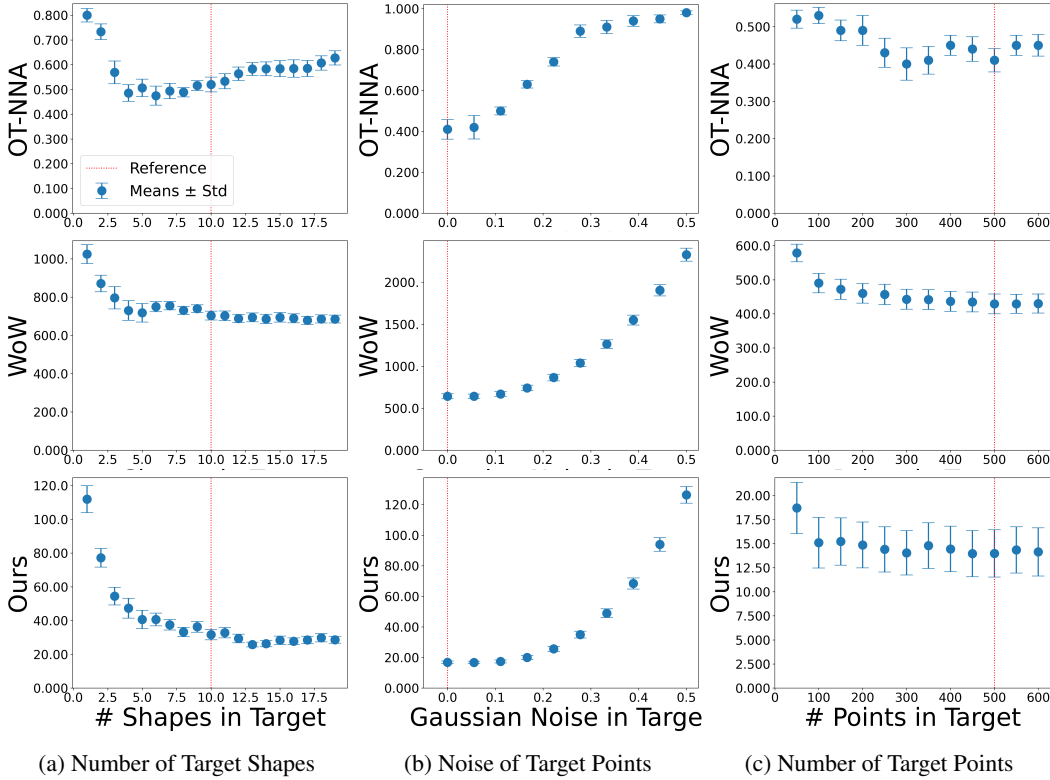 OT-NNA
0.800
0.700
0.600
0.500
0.400
0.300
0.200
0.100
0.000
Reference
Means ± Std
0.0 2.5 5.0 7.5 10.0 12.5 15.0 17.5
OT-NNA
1.000
0.800
0.600
0.400
0.200
0.000
0.0 0.1 0.2 0.3 0.4 0.5
OT-NNA
0.500
0.400
0.300
0.200
0.100
0.000
0 100 200 300 400 500 600
WoW
1000.
800.0
600.0
400.0
200.0
0.000
0.0 2.5 5.0 7.5 10.0 12.5 15.0 17.5
WoW
2000
1500
1000
500.0
0.000
0.0 0.1 0.2 0.3 0.4 0.5
WoW
600.0
500.0
400.0
300.0
200.0
100.0
0.000
0 100 200 300 400 500 600
Ours
120.0
100.0
80.00
60.00
40.00
20.00
0.000
0.0 2.5 5.0 7.5 10.0 12.5 15.0 17.5
# Shapes in Target
Ours
120.0
100.0
80.00
60.00
40.00
20.00
0.000
0.0 0.1 0.2 0.3 0.4 0.5
Gaussian Noise in Targe
Ours
20.00
17.50
15.00
12.50
10.00
7.500
5.000
2.500
0.000
0 100 200 300 400 500 600
# Points in Target
(a) Number of Target Shapes
(b) Noise of Target Points
(c) Number of Target Points